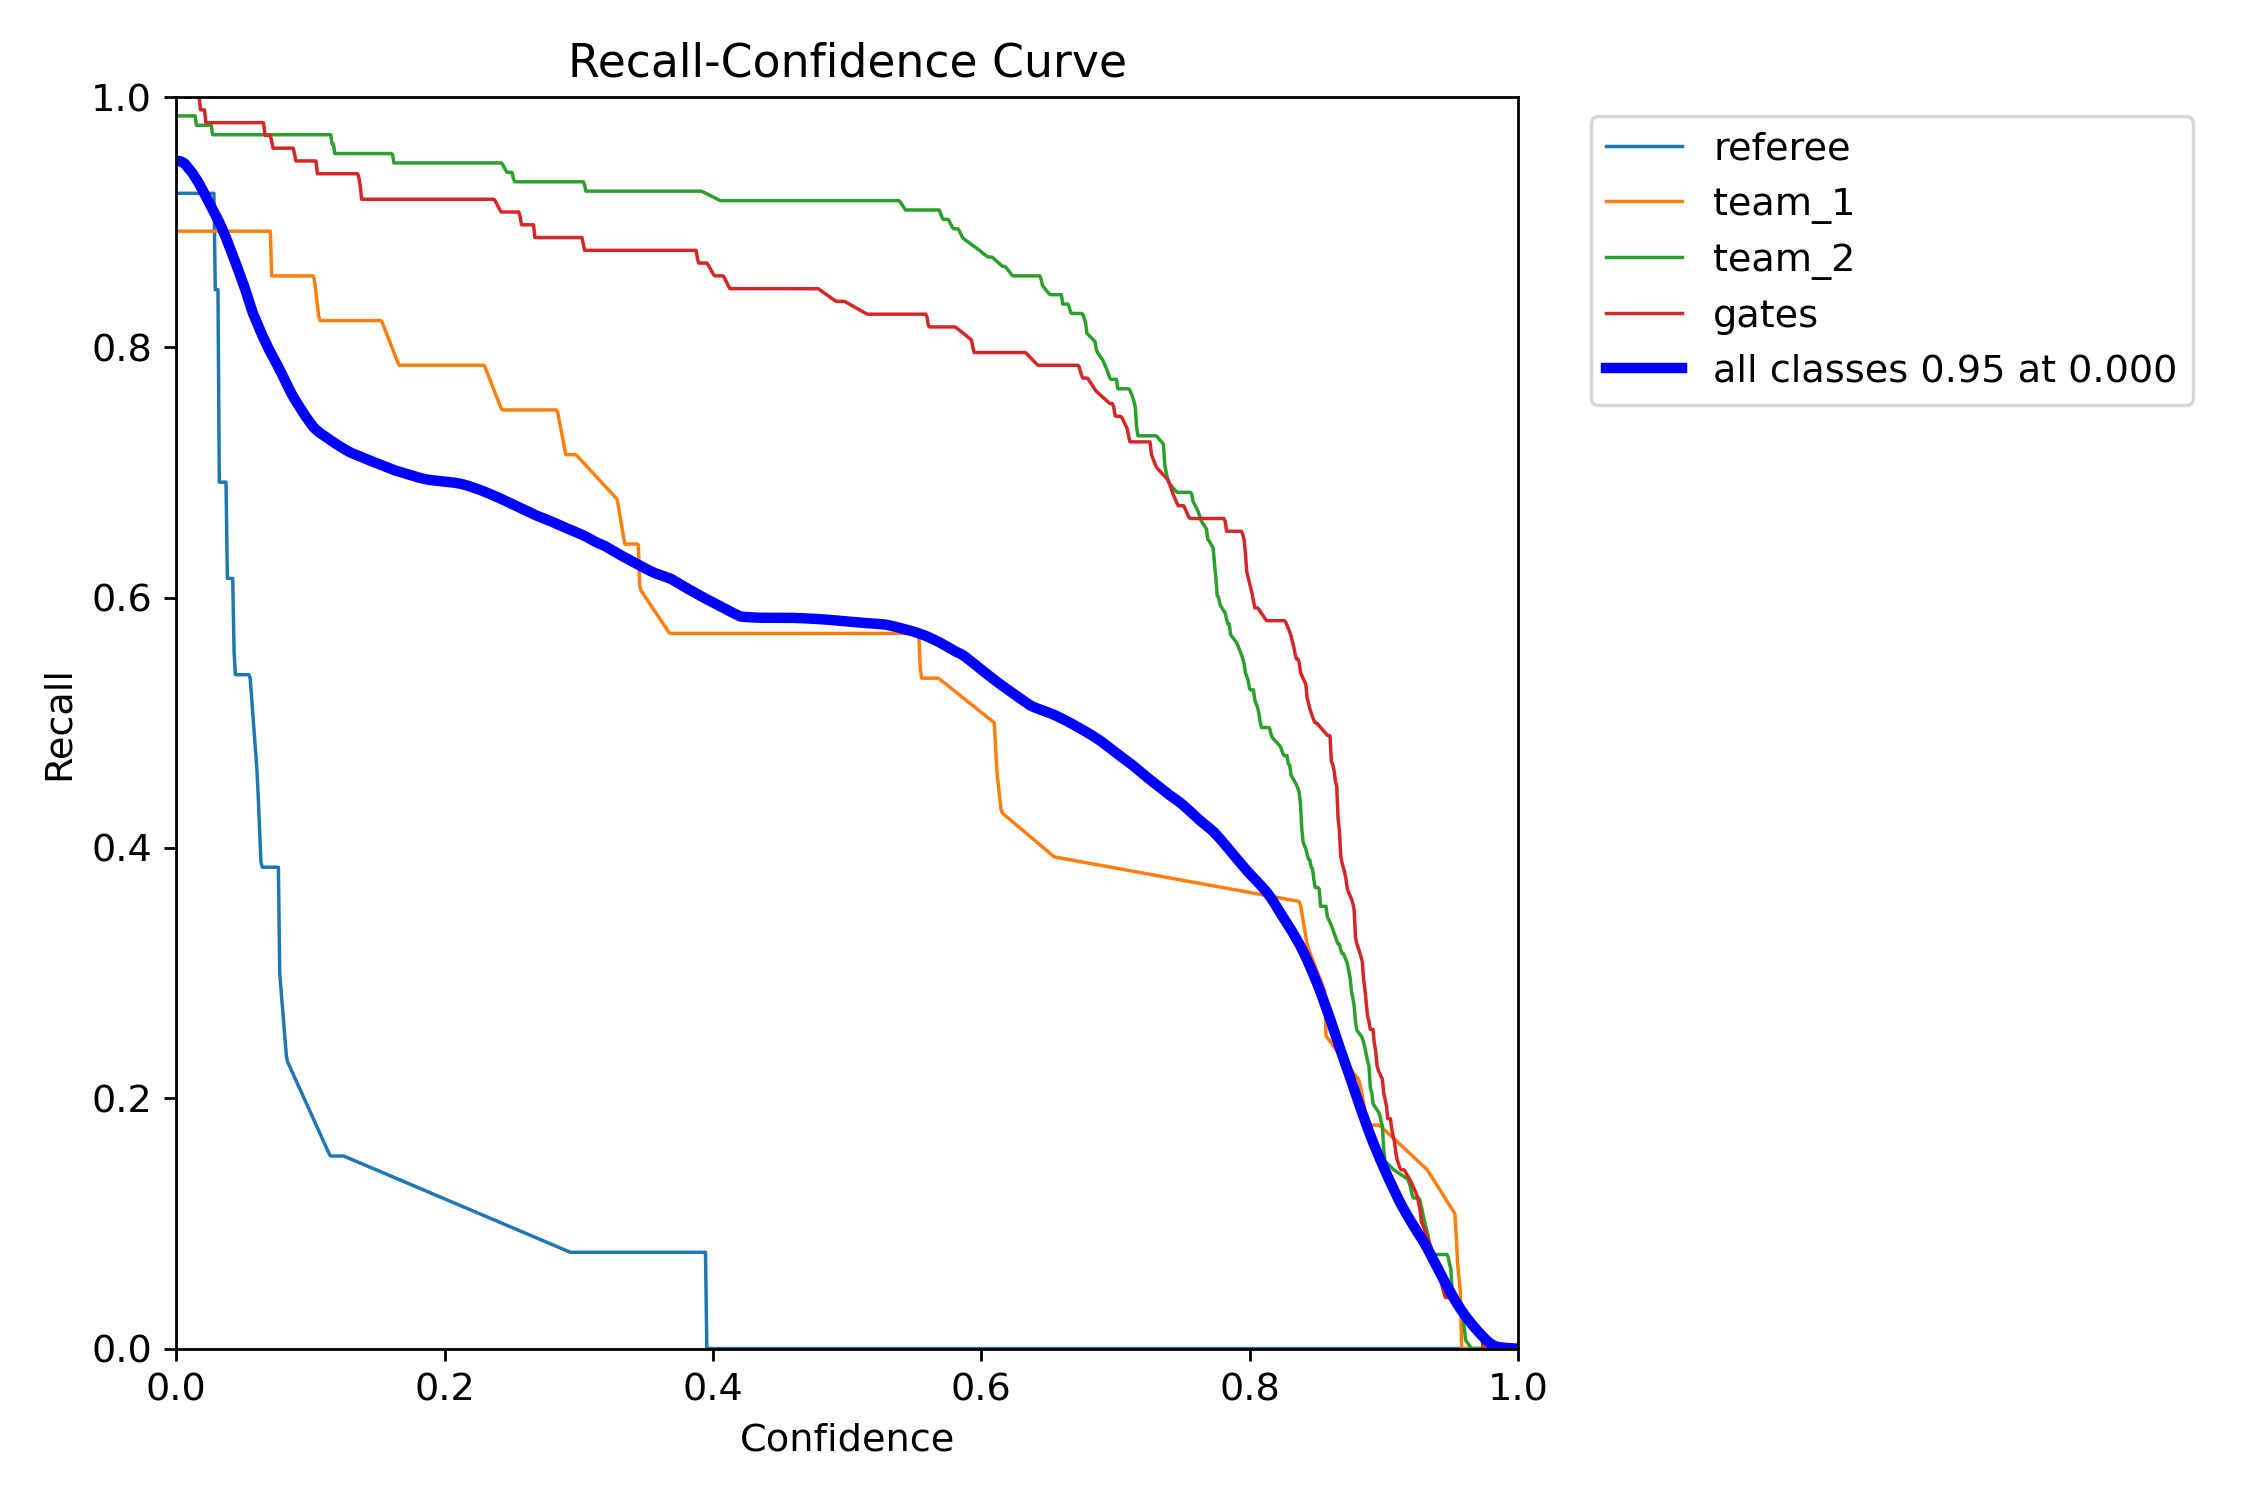 Recall-Confidence Curve
1.0
0.8
0.6
0.4
0.2
0.0
Recall
0.0 0.2 0.4 0.6 0.8 1.0
Confidence
referee
team_1
team_2
gates
all classes 0.95 at 0.000